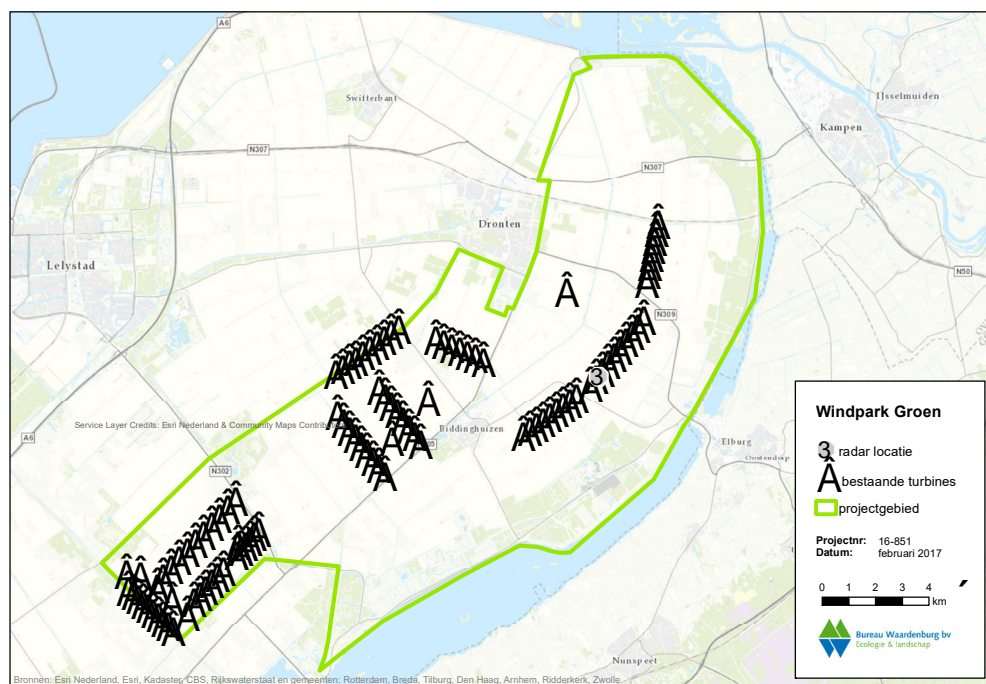 A6
Swifterbant
IJsselmuiden
Kampen
N307
N307
Dronten
Lelystad
N50
N309
Service Layer Credits: Esri Nederland & Community Maps Contributors
Biddinghuizen
A6
N302
Elburg
Oostendorp
Nunspeet
Windpark Groen
3 radar locatie
Â bestaande turbines
projectgebied
Projectnr: 16-851
Datum: februari 2017
0 1 2 3 4
km
Bureau Waardenburg bv
Ecologie & landschap
Bronnen: Esri Nederland, Esri, Kadaster, CBS, Rijkswaterstaat en gemeenten: Rotterdam, Breda, Tilburg, Den Haag, Arnhem, Ridderkerk, Zwolle